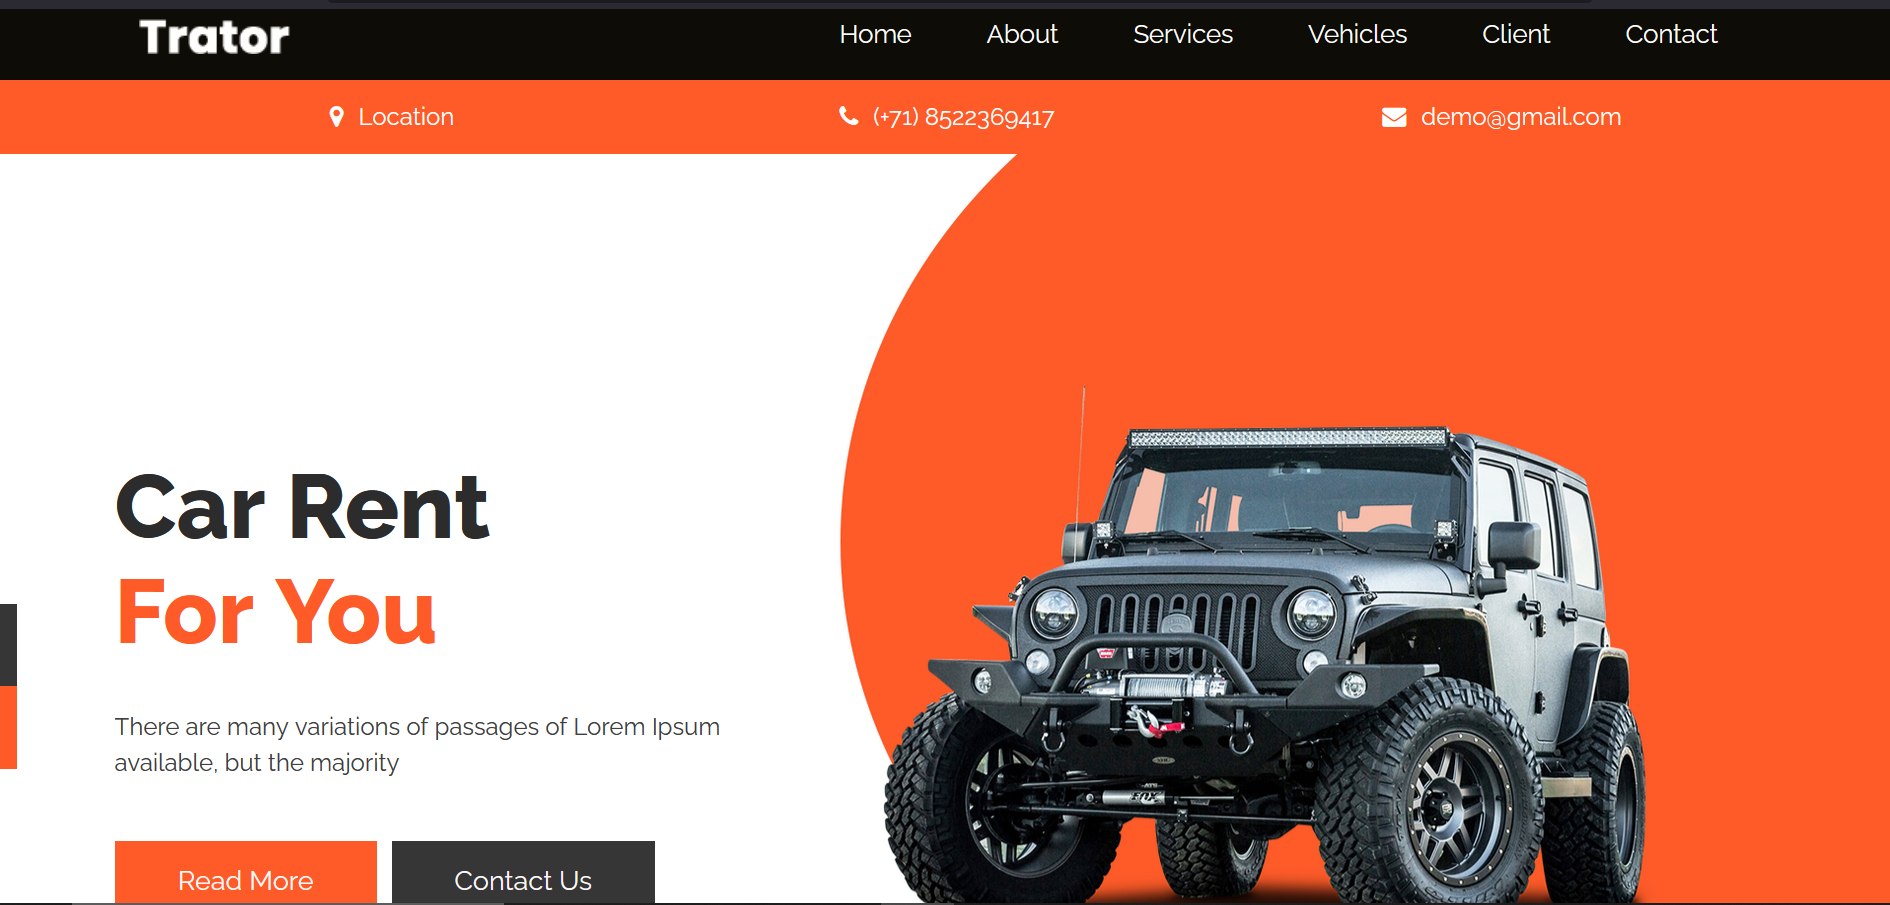 Trator
Home About Services Vehicles Client Contact
Location
(+71) 8522369417
demo@gmail.com
Car Rent
For You
There are many variations of passages of Lorem Ipsum
available, but the majority
Read More
Contact Us
FOX